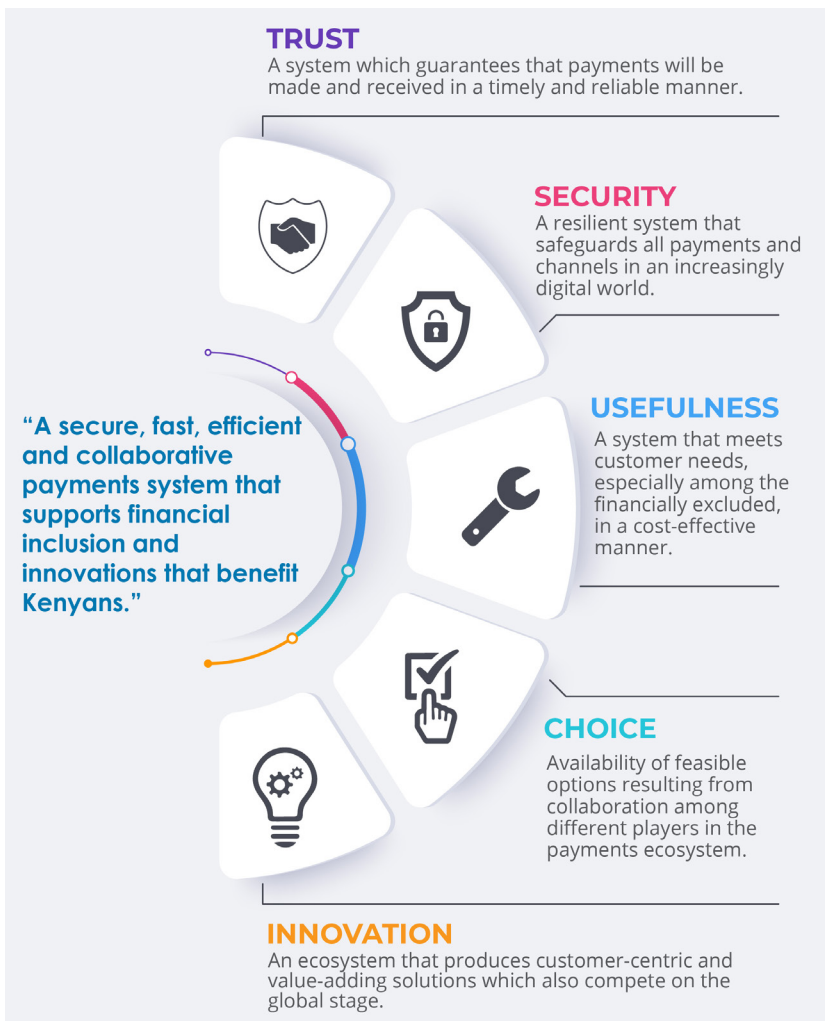 TRUST
A system which guarantees that payments will be
made and received in a timely and reliable manner.
SECURITY
A resilient system that
safeguards all payments and
channels in an increasingly
digital world.
“A secure, fast, efficient
and collaborative
payments system that
supports financial
inclusion and
innovations that benefit
Kenyans.”
USEFULNESS
A system that meets
customer needs,
especially among the
financially excluded,
in a cost-effective
manner.
CHOICE
Availability of feasible
options resulting from
collaboration among
different players in the
payments ecosystem.
INNOVATION
An ecosystem that produces customer-centric and
value-adding solutions which also compete on the
global stage.